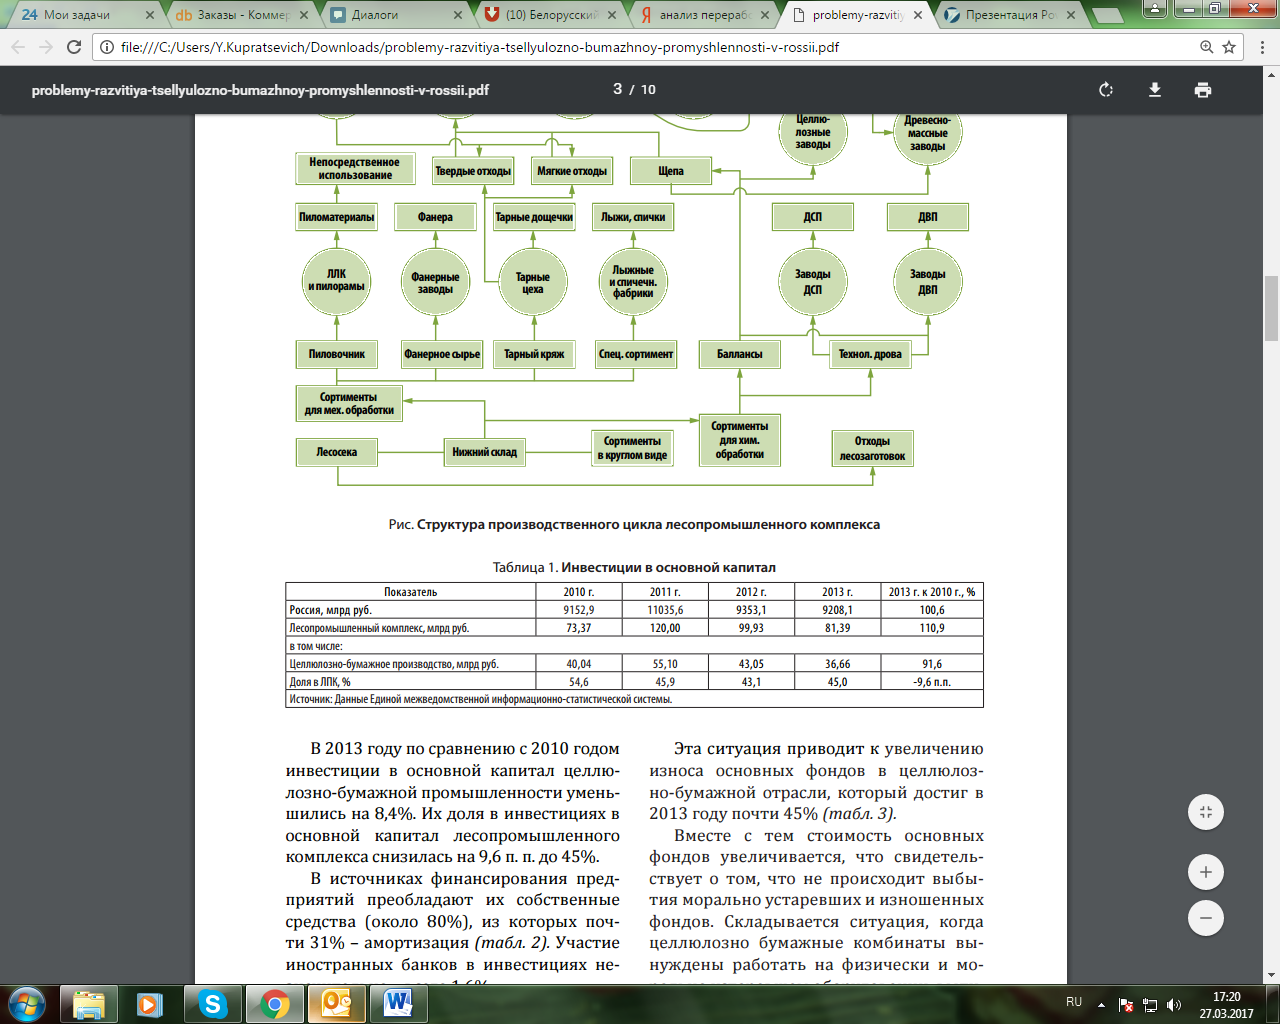 24 Мои задачи
db Заказы - Коммер
Диалоги
(10) Белорусский
Я анализ перерабо
problemy-razvitiy
Презентация Рои
file:///C:/Users/Y.Kupratsevich/Downloads/problemy-razvitiya-tsellyulozno-bumazhnoy-promyshlennosti-v-rossii.pdf
problemy-razvitiya-tsellyulozno-bumazhnoy-promyshlennosti-v-rossii.pdf
3 / 10
Целлю-
лозные
заводы
Древесно-
массные
заводы
Непосредственное
использование
Твердые отходы
Мягкие отходы
Щепа
Пиломатериалы
Фанера
Тарные дощечки
Лыжи, спички
ДСП
ДВП
ЛЛК
и пилорамы
Фанерные
заводы
Тарные
цеха
Лыжные
и спичечн.
фабрики
Заводы
ДСП
Заводы
ДВП
Пиловочник
Фанерное сырье
Тарный кряж
Спец. сортимент
Баллансы
Технол. дрова
Сортименты
для мех. обработки
Сортименты
для хим.
обработки
Лесосека
Нижний склад
Сортименты
в круглом виде
Отходы
лесозаготовок
Рис. Структура производственного цикла лесопромышленного комплекса
Таблица 1. Инвестиции в основной капитал
Показатель 2010 г. 2011 г. 2012 г. 2013 г. 2013 г. к 2010 г., %
Россия, млрд руб. 9152,9 11035,6 9353,1 9208,1 100,6
Лесопромышленный комплекс, млрд руб. 73,37 120,00 99,93 81,39 110,9
в том числе:
Целлюлозно-бумажное производство, млрд руб. 40,04 55,10 43,05 36,66 91,6
Доля в ЛПК, % 54,6 45,9 43,1 45,0 -9,6 п.п.
Источник: Данные Единой межведомственной информационно-статистической системы.
В 2013 году по сравнению с 2010 годом
инвестиции в основной капитал целлю-
лозно-бумажной промышленности умень-
шились на 8,4%. Их доля в инвестициях в
основной капитал лесопромышленного
комплекса снизилась на 9,6 п. п. до 45%.
В источниках финансирования пред-
приятий преобладают их собственные
средства (около 80%), из которых поч-
ти 31% – амортизация (табл. 2). Участие
иностранных банков в инвестициях не-
Эта ситуация приводит к увеличению
износа основных фондов в целлюлоз-
но-бумажной отрасли, который достиг в
2013 году почти 45% (табл. 3).
Вместе с тем стоимость основных
фондов увеличивается, что свидетель-
ствует о том, что не происходит выбы-
тия морально устаревших и изношенных
фондов. Складывается ситуация, когда
целлюлозно бумажные комбинаты вы-
нуждены работать на физически и мо-
RU
17:20
27.03.2017